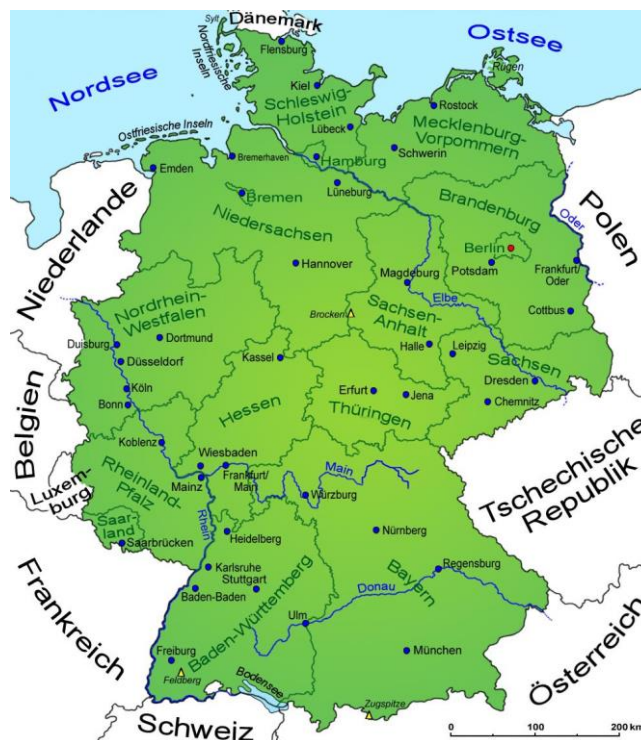 Dänemark
Sylt
Flensburg
Nordfriesische
Inseln
Nordsee
Ostsee
Rügen
Kiel
Schleswig-
Holstein
Rostock
Ostfriesische Inseln
Lübeck
Mecklenburg-
Vorpommern
Schwerin
Hamburg
Bremerhaven
Emden
Lüneburg
Bremen
Brandenburg
Polen
Oder
Niedersachsen
Niederlande
Berlin
Hannover
Potsdam
Frankfurt/
Oder
Magdeburg
Elbe
Nordrhein-
Westfalen
Brocken
Sachsen-
Anhalt
Cottbus
Dortmund
Duisburg
Halle
Leipzig
Düsseldorf
Kassel
Sachsen
Köln
Dresden
Erfurt
Jena
Bonn
Hessen
Thüringen
Chemnitz
Belgien
Koblenz
Wiesbaden
Main
Rheinland-
Pfalz
Mainz
Frankfurt/
Main
Luxem-
burg
Würzburg
Tschechische
Republik
Saar-
land
Rhein
Saarbrücken
Heidelberg
Nürnberg
Karlsruhe
Regensburg
Stuttgart
Baden-Baden
Donau
Bayern
Frankreich
Baden-Württemberg
Ulm
Freiburg
München
Österreich
Feldberg
Bodensee
Zugspitze
Schweiz
0
100
200 km